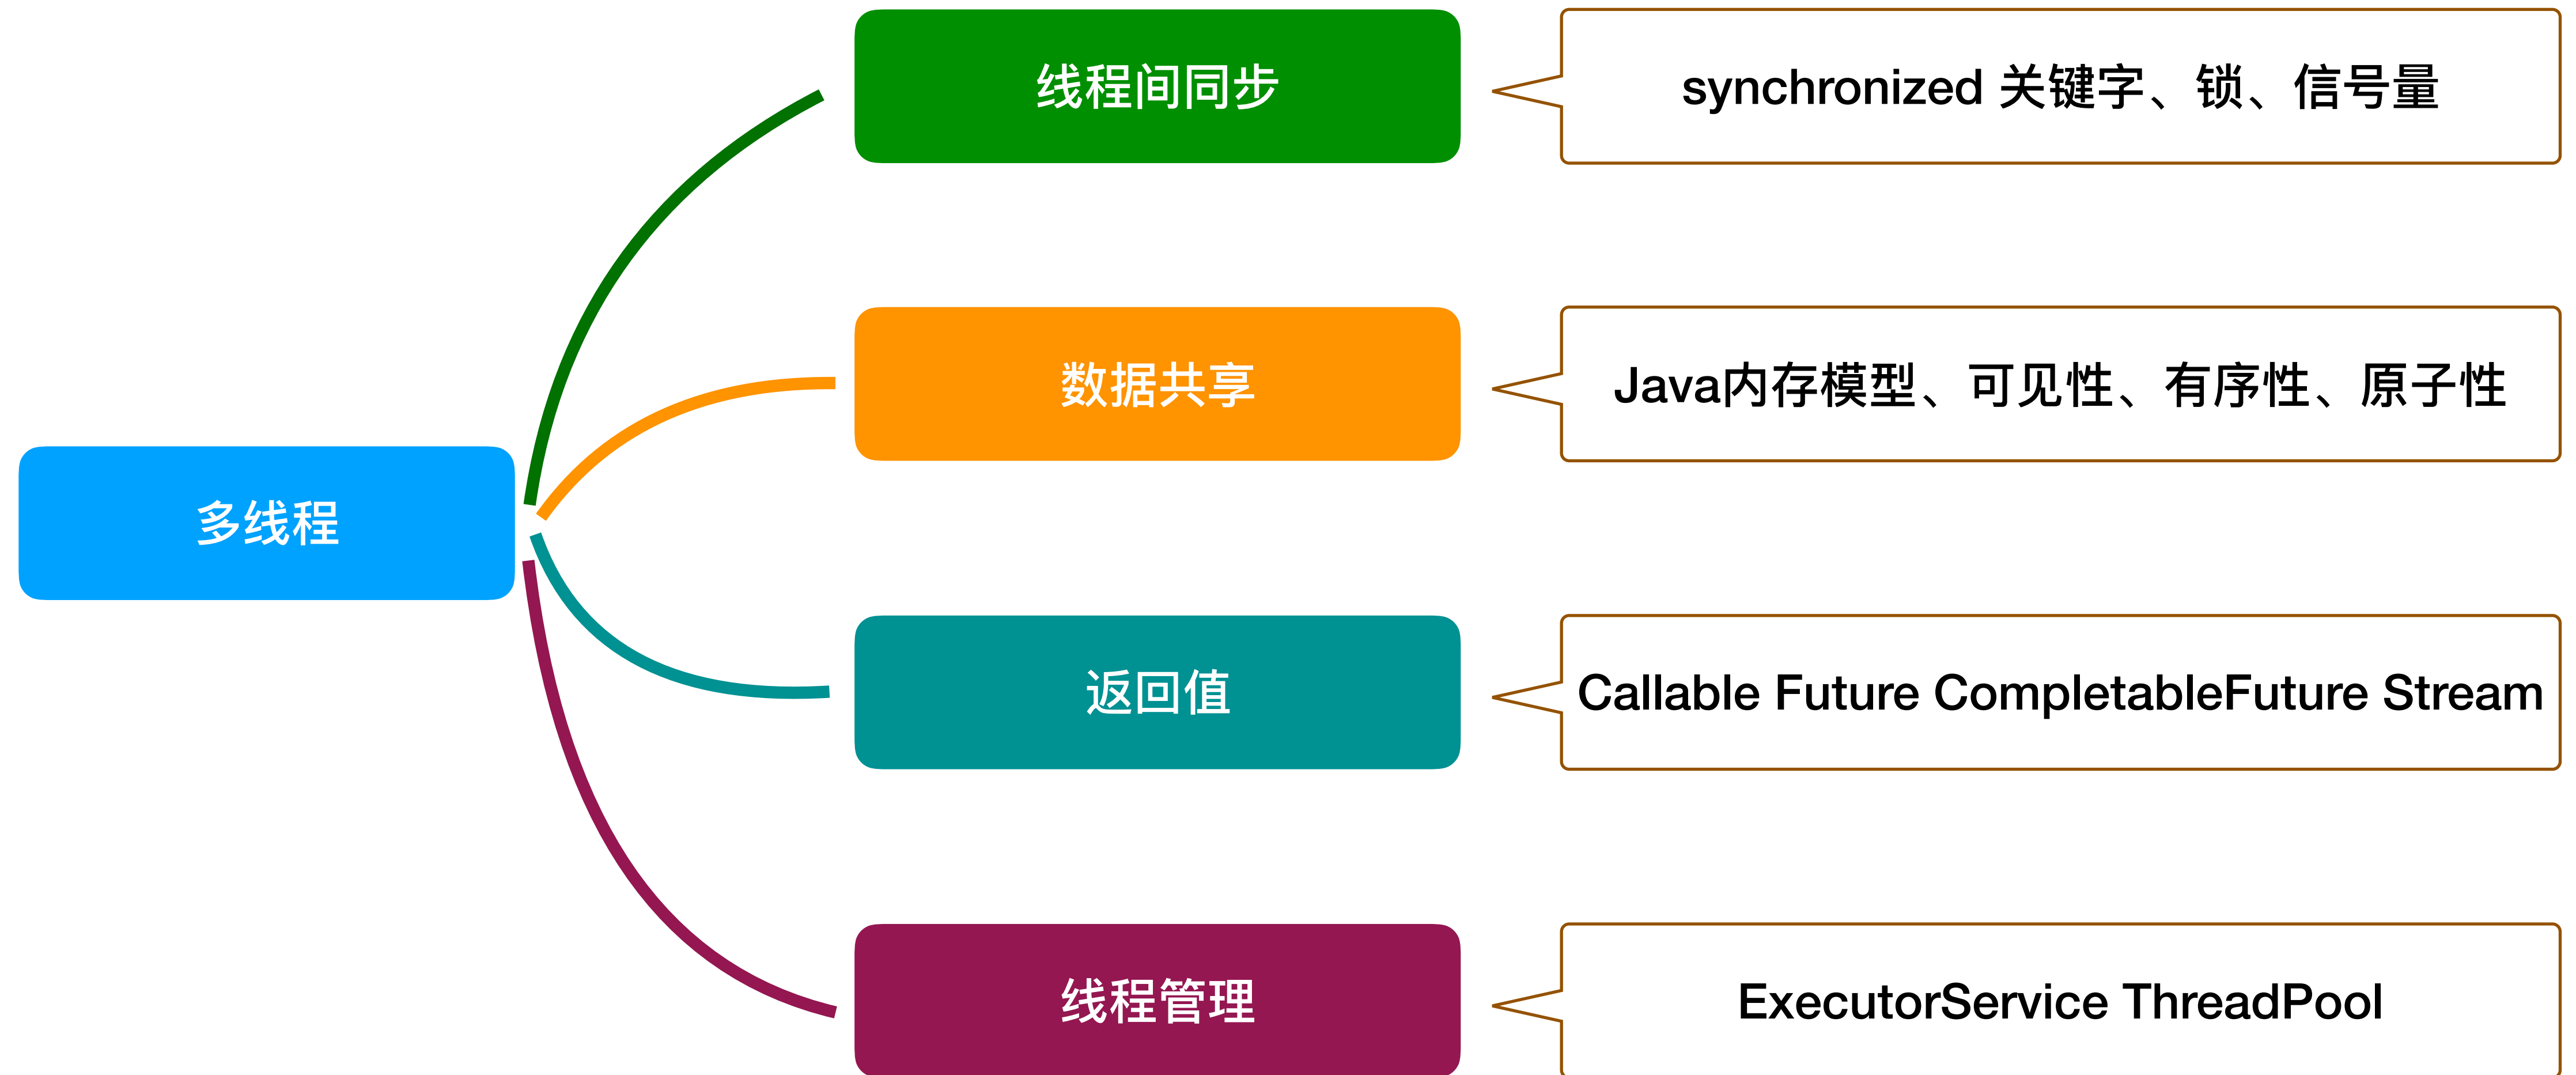 线程间同步
synchronized 关键字、锁、信号量
数据共享
Java内存模型、可见性、有序性、原子性
多线程
返回值
Callable Future CompletableFuture Stream
线程管理
ExecutorService ThreadPool